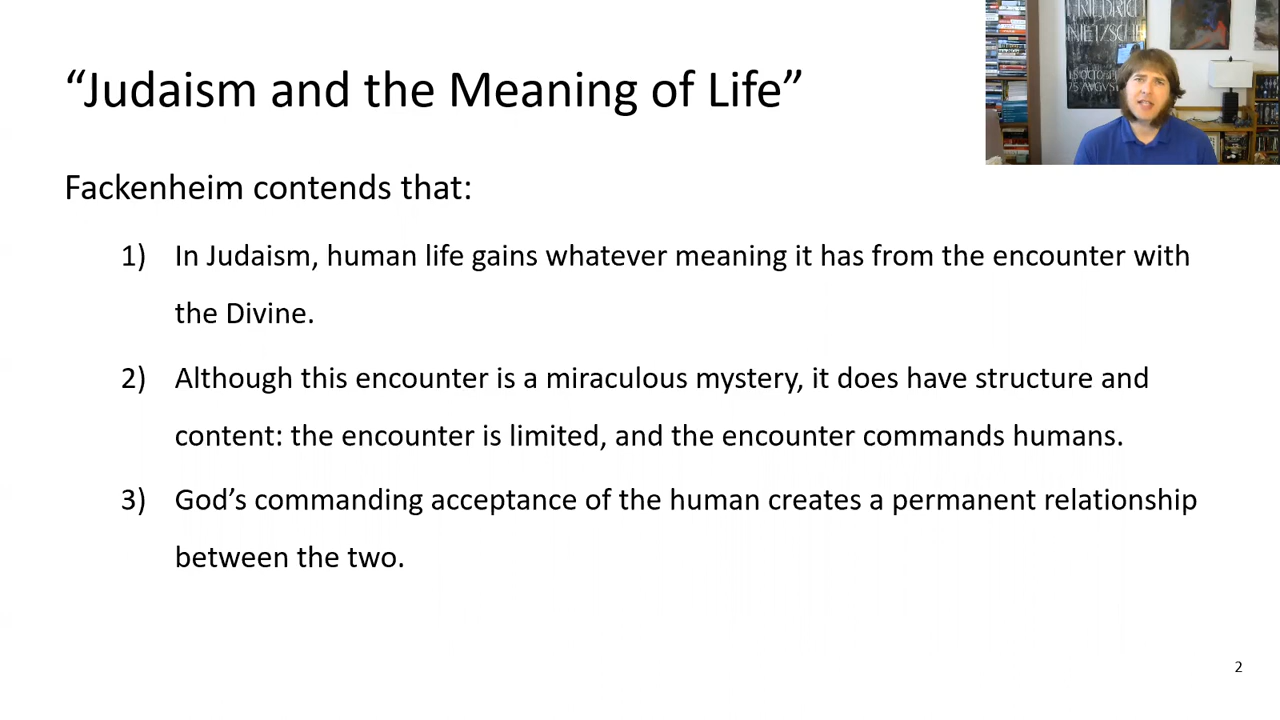 “Judaism and the Meaning of Life”
FRIEDRICH
NIETZSCHE
Fackenheim contends that:
1) In Judaism, human life gains whatever meaning it has from the encounter with
the Divine.
2) Although this encounter is a miraculous mystery, it does have structure and
content: the encounter is limited, and the encounter commands humans.
3) God’s commanding acceptance of the human creates a permanent relationship
between the two.
2